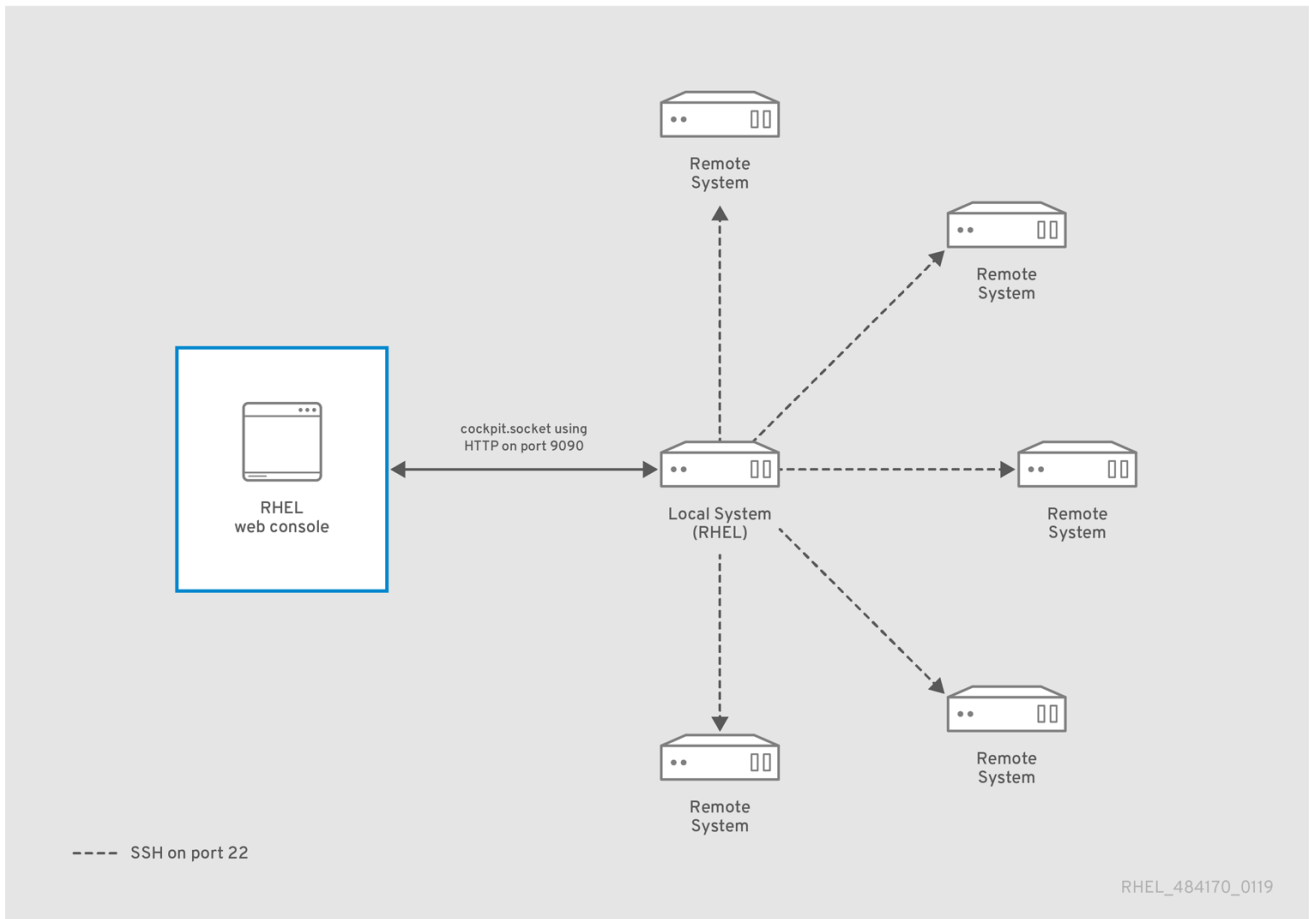 Remote
System
Remote
System
cockpit.socket using
HTTP on port 9090
RHEL
web console
Local System
(RHEL)
Remote
System
Remote
System
Remote
System
SSH on port 22
RHEL_484170_0119